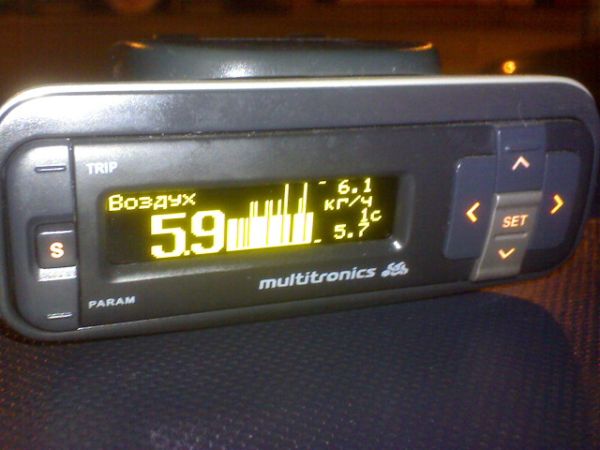 TRIP
Воздух
5.9
6.1
кг/ч
1с
5.7
S
PARAM
multitronics
SET